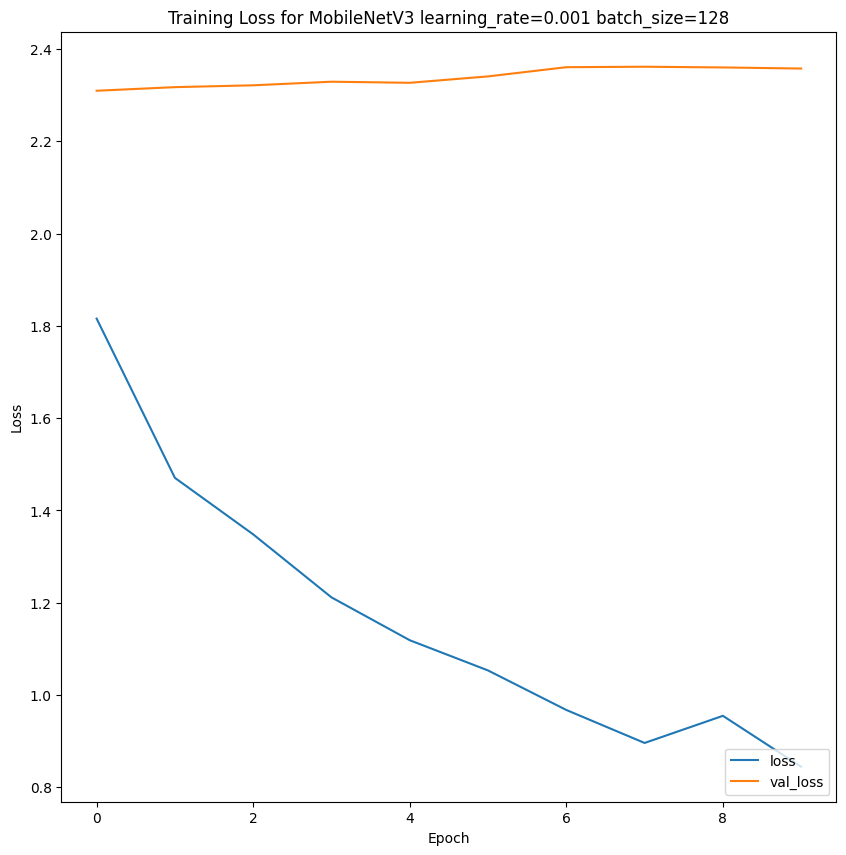 Training Loss for MobileNetV3 learning_rate=0.001 batch_size=128
2.4
2.2
2.0
1.8
1.6
1.4
1.2
1.0
0.8
Loss
0 2 4 6 8
Epoch
loss
val_loss